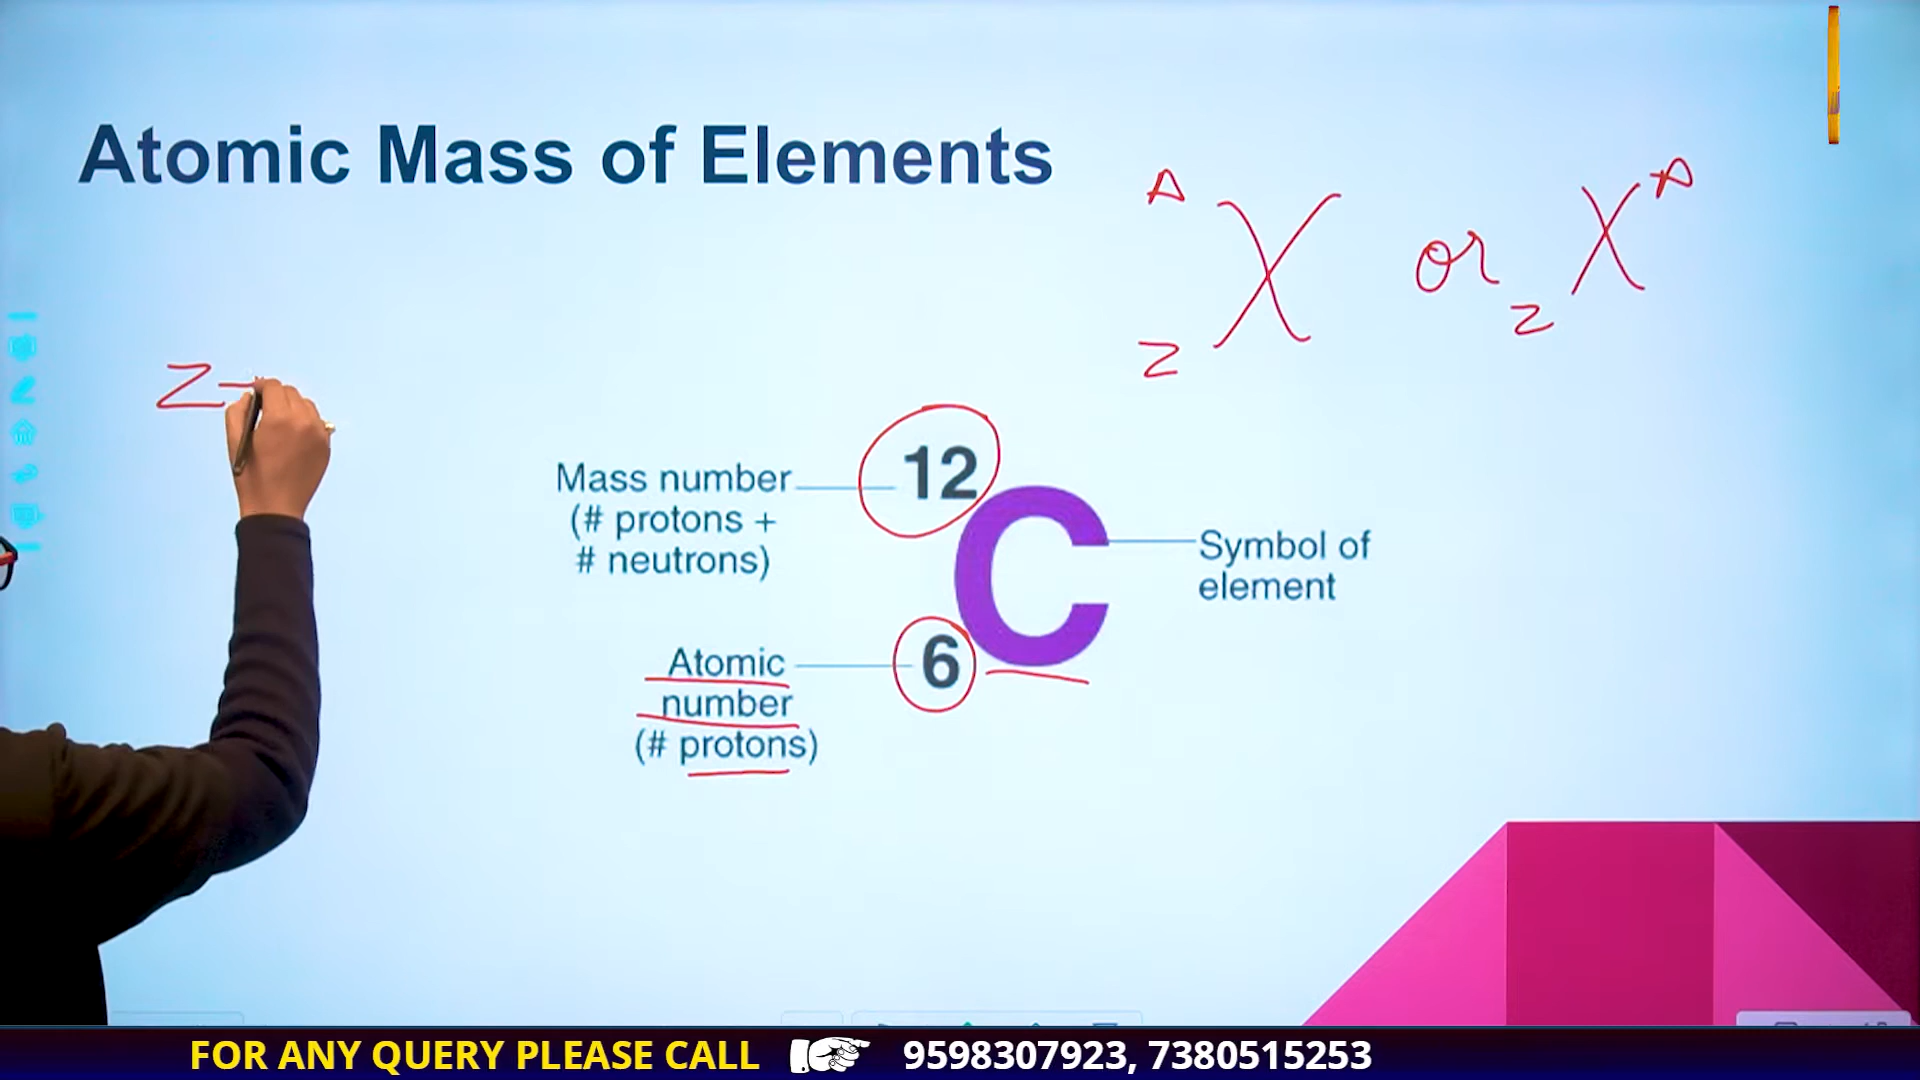 Atomic Mass of Elements
A
X or X A
Z Z
Z-
12
Mass number
(# protons +
# neutrons)
C
Symbol of
element
Atomic
number
(# protons)
6
FOR ANY QUERY PLEASE CALL 9598307923, 7380515253